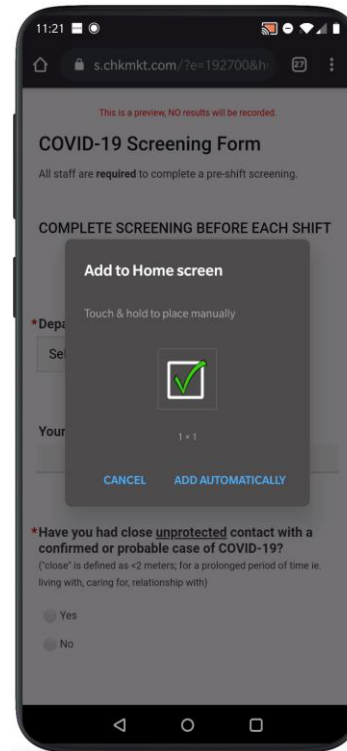 11:21
s.chkmkt.com/?e=192700&h
27
This is a preview, NO results will be recorded.
COVID-19 Screening Form
All staff are required to complete a pre-shift screening.
COMPLETE SCREENING BEFORE EACH SHIFT
Add to Home screen
Touch & hold to place manually
*Depa
Sel
1 × 1
Your
CANCEL ADD AUTOMATICALLY
*Have you had close unprotected contact with a
confirmed or probable case of COVID-19?
("close" is defined as <2 meters; for a prolonged period of time ie.
living with, caring for, relationship with)
Yes
No